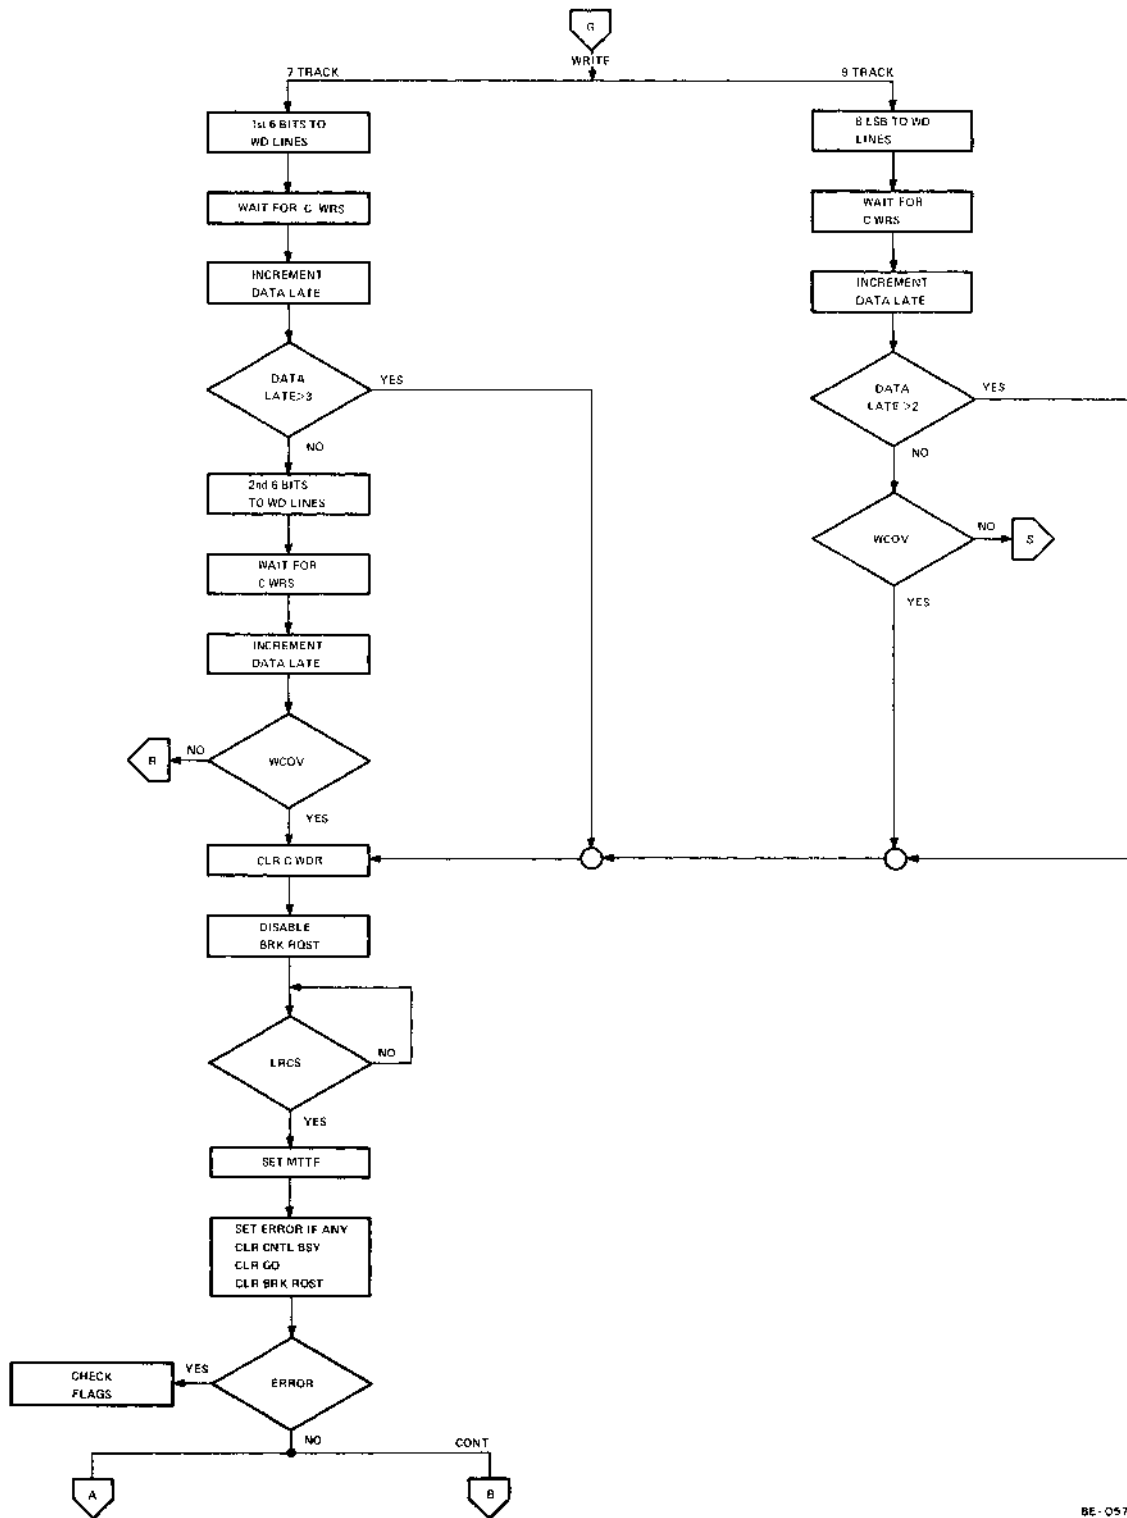 G
WRITE
7 TRACK
9 TRACK
1st 6 BITS TO
WD LINES
8 LSB TO WD
LINES
WAIT FOR C WRS
WAIT FOR
C WRS
INCREMENT
DATA LATE
INCREMENT
DATA LATE
DATA
LATE>3
YES
NO
DATA
LATE >2
YES
NO
2nd 6 BITS
TO WD LINES
WCOV
NO
S
YES
WAIT FOR
C WRS
INCREMENT
DATA LATE
WCOV
NO
R
YES
CLR C WDR
DISABLE
BRK RQST
LRCS
NO
YES
SET MTTF
SET ERROR IF ANY
CLR CNTL BSY
CLR GO
CLR BRK RQST
ERROR
YES
CHECK
FLAGS
NO
CONT
A
B